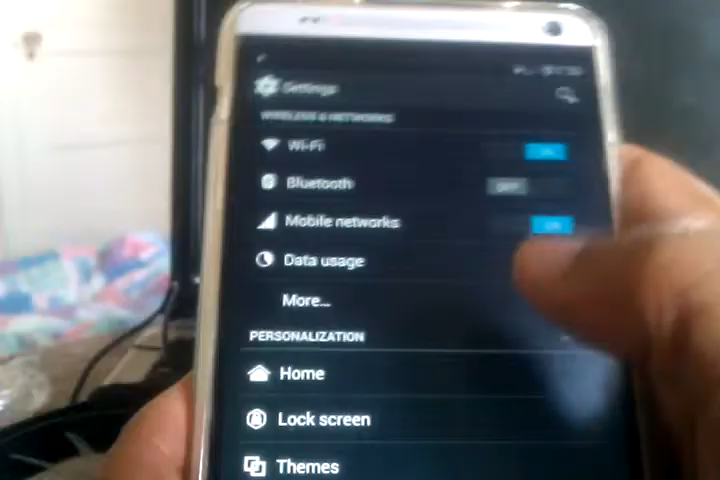 Settings
WIRELESS & NETWORKS
Wi-Fi ON
Bluetooth OFF
Mobile networks ON
Data usage
More...
PERSONALIZATION
Home
Lock screen
Themes